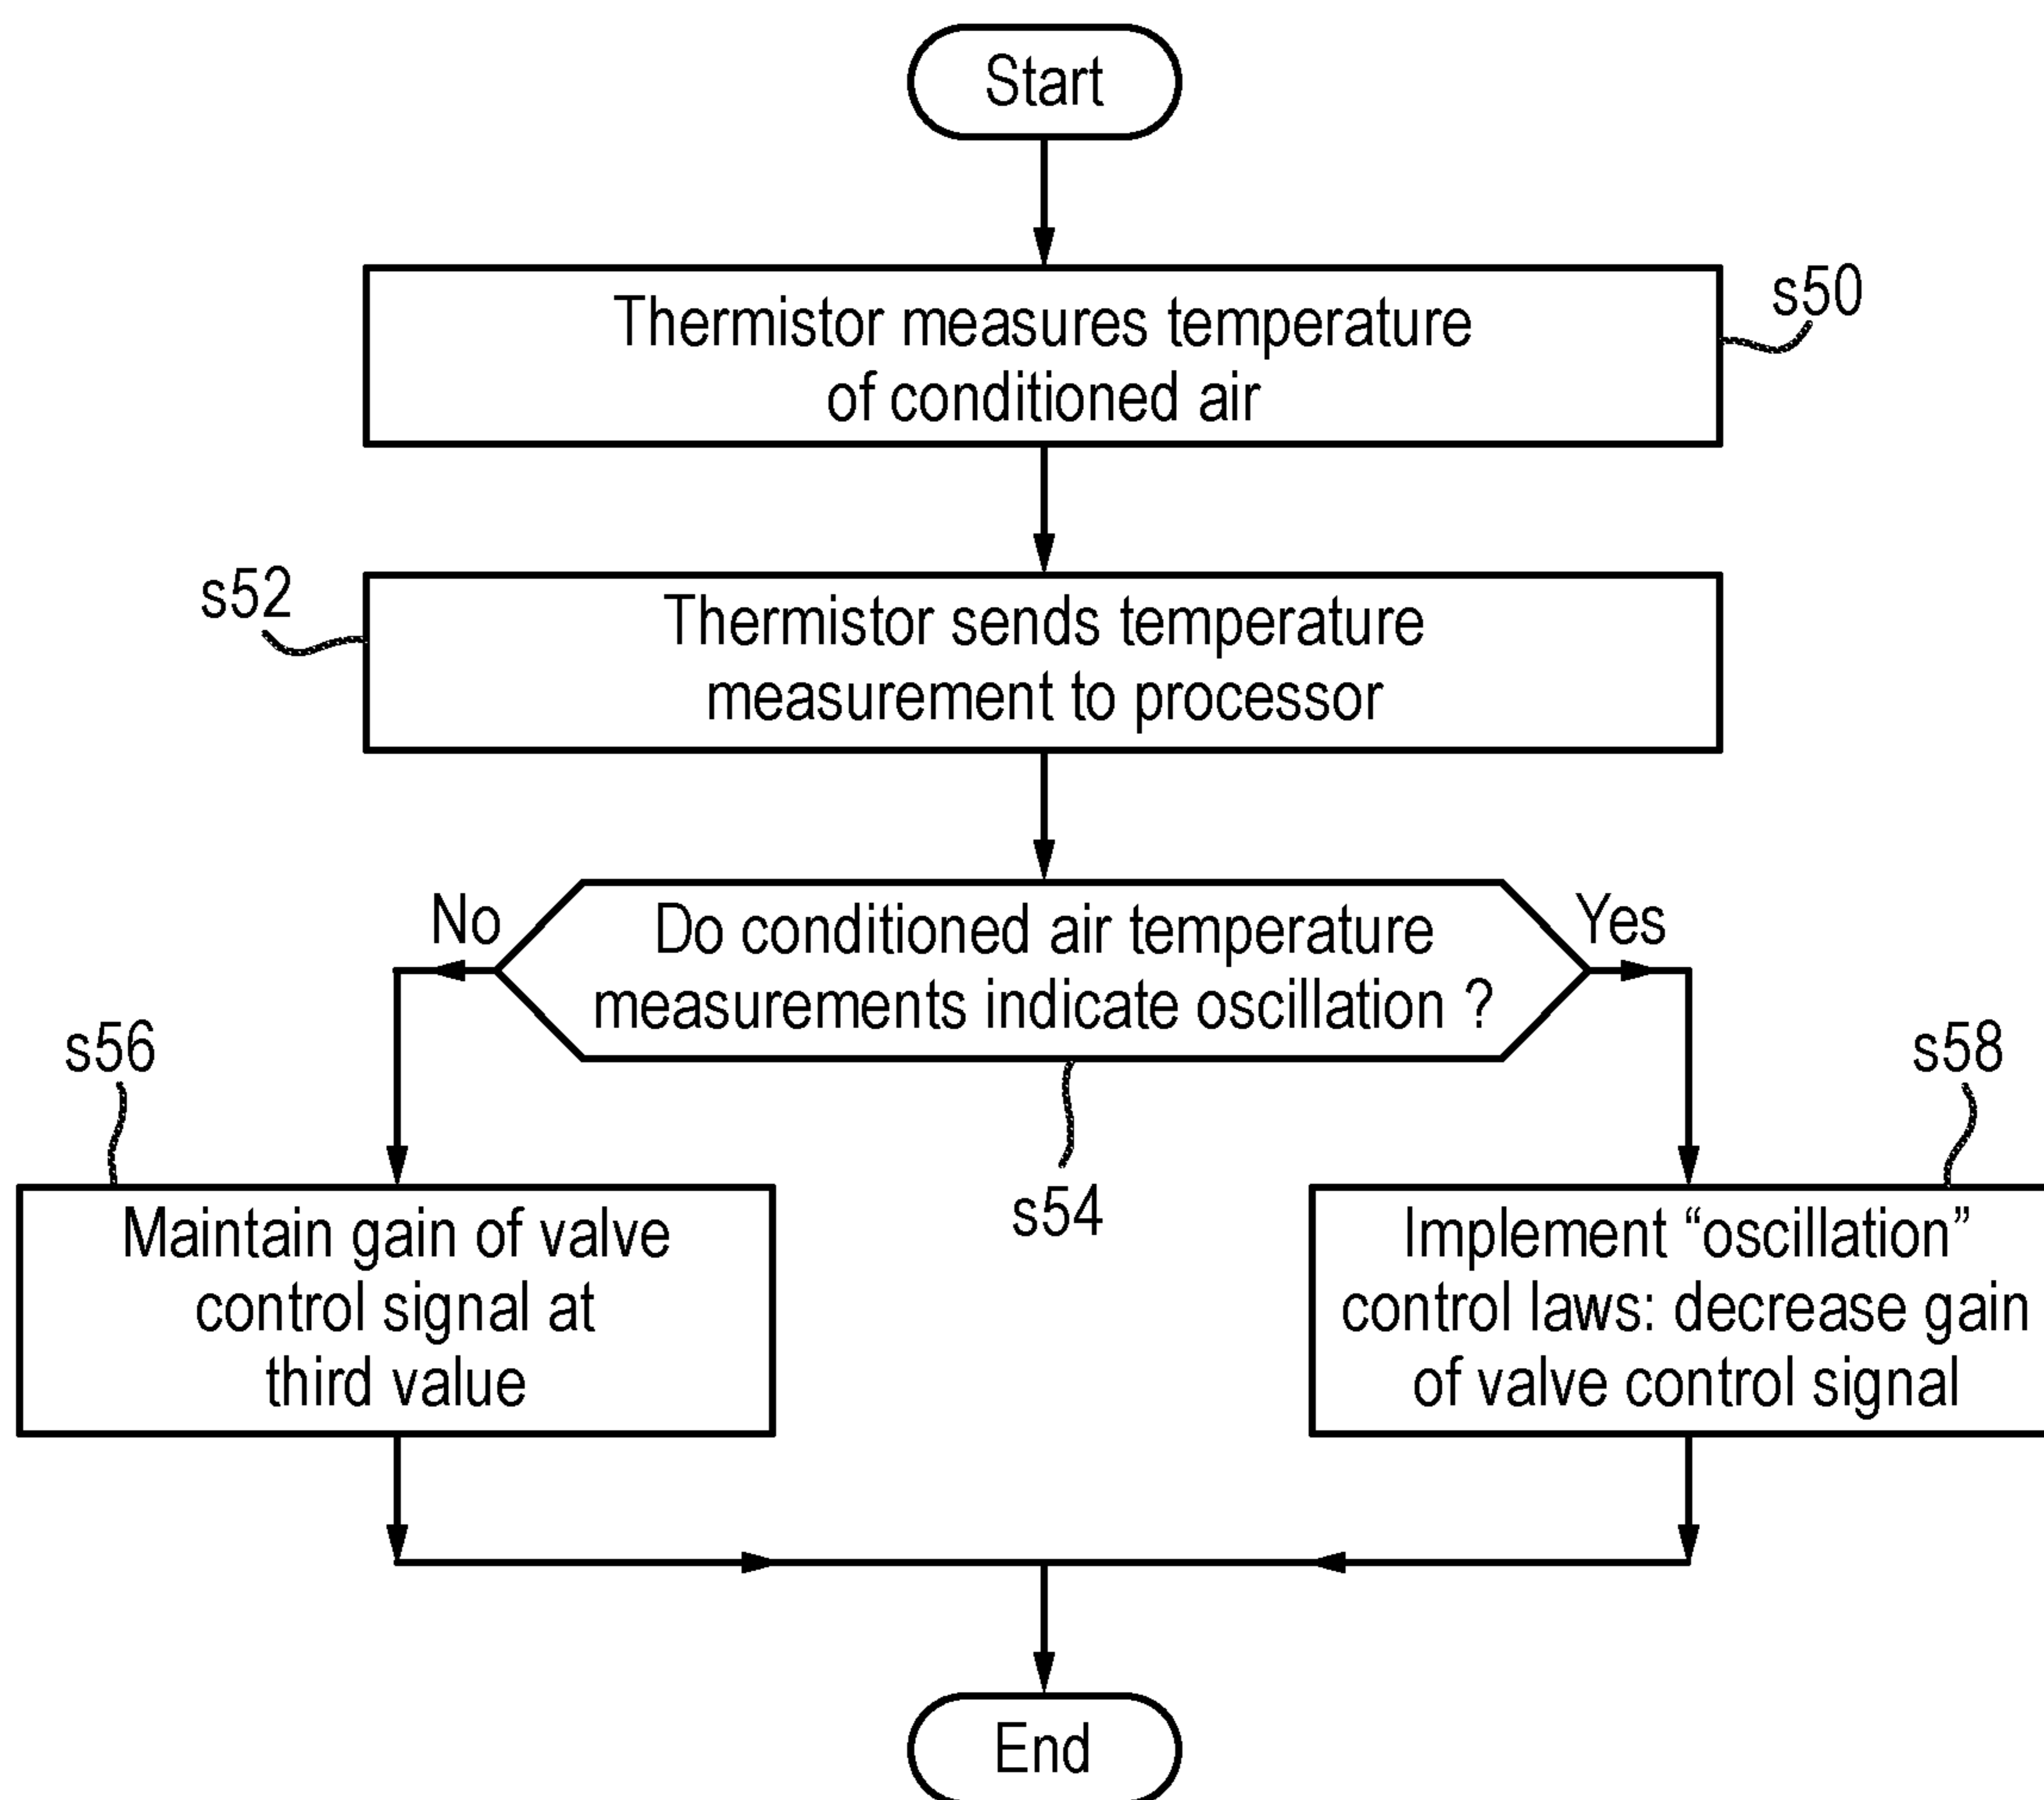 Start
Thermistor measures temperature
of conditioned air
s50
s52
Thermistor sends temperature
measurement to processor
No
Do conditioned air temperature
measurements indicate oscillation ?
Yes
s56
s54
s58
Maintain gain of valve
control signal at
third value
Implement “oscillation”
control laws: decrease gain
of valve control signal
End